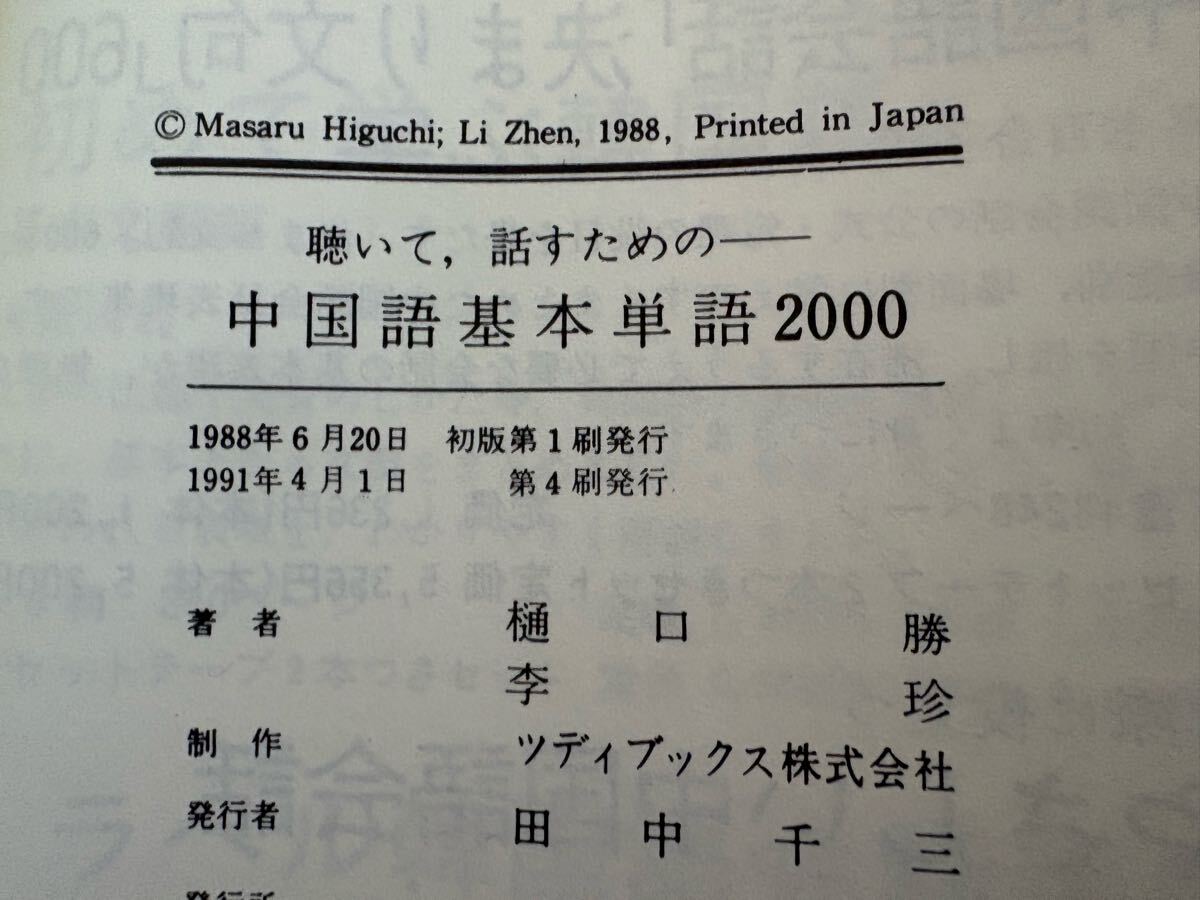 © Masaru Higuchi; Li Zhen, 1988, Printed in Japan
聴いて，話すための――
中国語基本単語2000
1988年6月20日　初版第1刷発行
1991年4月1日　第4刷発行
著者　樋口勝
李珍
制作　ツディブックス株式会社
発行者　田中千三
発行所